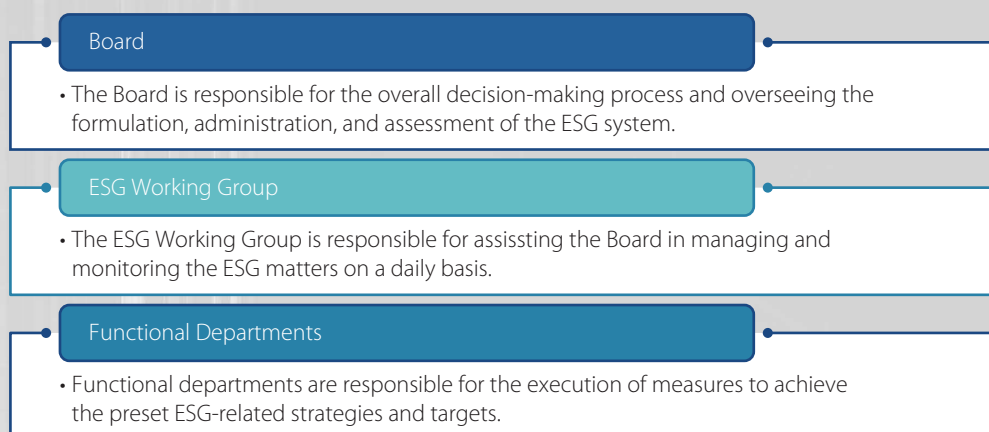 Board
• The Board is responsible for the overall decision-making process and overseeing the
formulation, administration, and assessment of the ESG system.
ESG Working Group
• The ESG Working Group is responsible for assissting the Board in managing and
monitoring the ESG matters on a daily basis.
Functional Departments
• Functional departments are responsible for the execution of measures to achieve
the preset ESG-related strategies and targets.